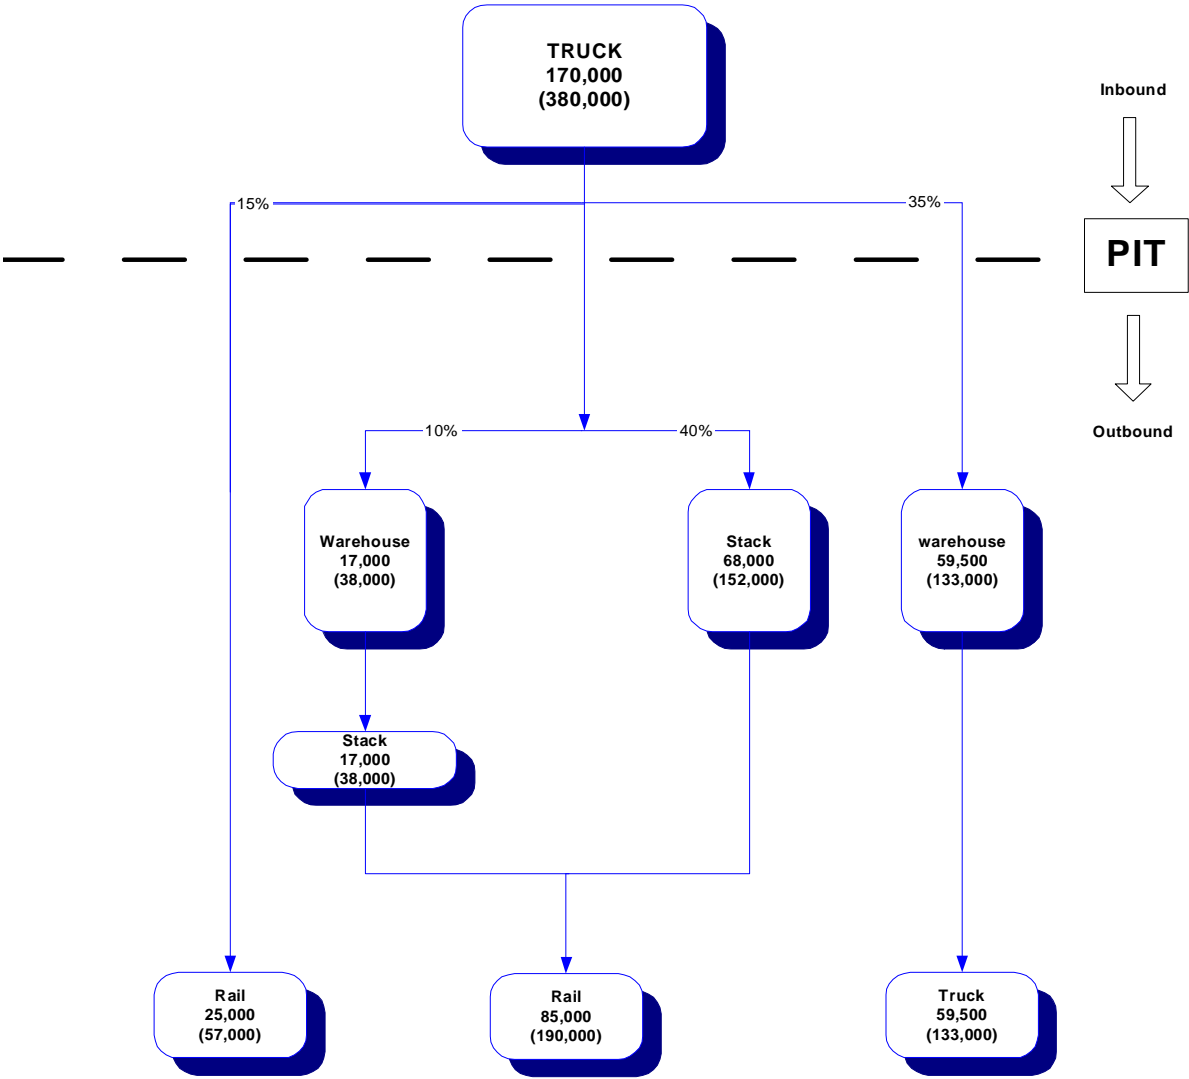 TRUCK
170,000
(380,000)
Inbound
15%
35%
PIT
Outbound
10%
40%
Warehouse
17,000
(38,000)
Stack
68,000
(152,000)
warehouse
59,500
(133,000)
Stack
17,000
(38,000)
Rail
25,000
(57,000)
Rail
85,000
(190,000)
Truck
59,500
(133,000)